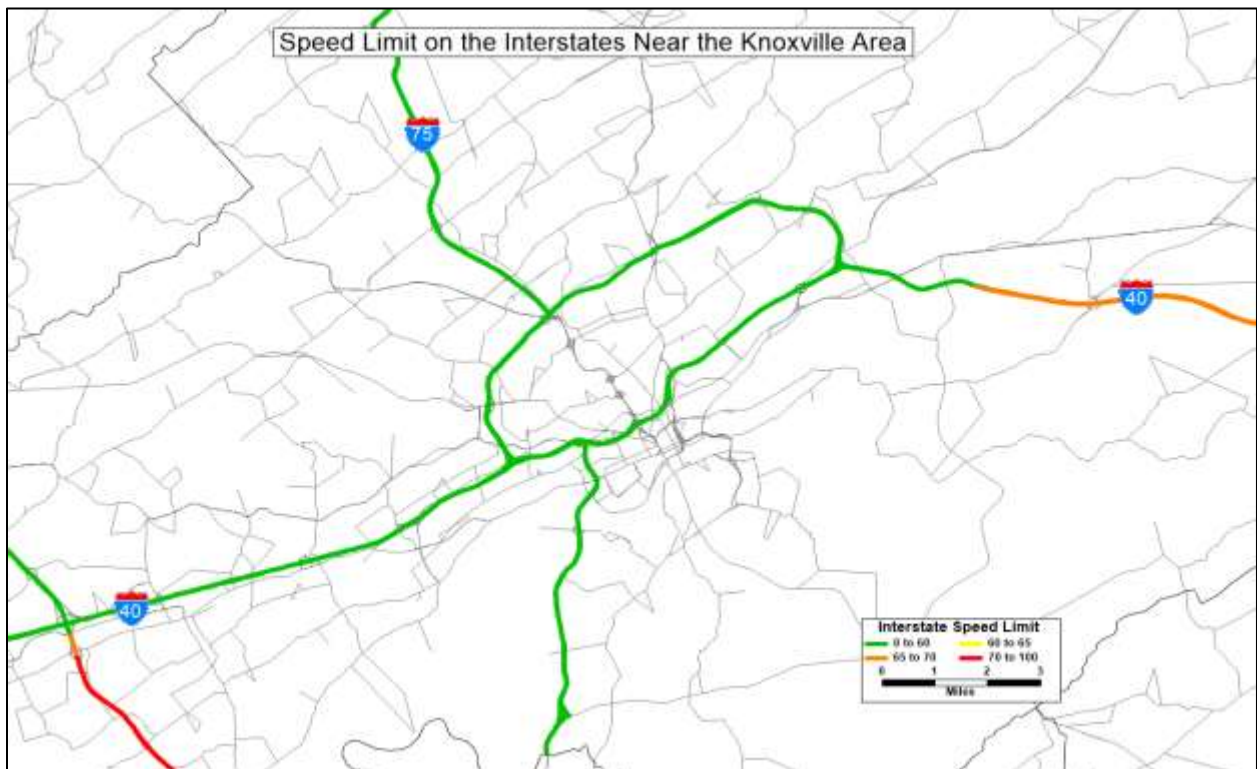 Speed Limit on the Interstates Near the Knoxville Area
75
40
40
Interstate Speed Limit
0 to 60 60 to 65
65 to 70 70 to 100
0 1 2 3
Miles